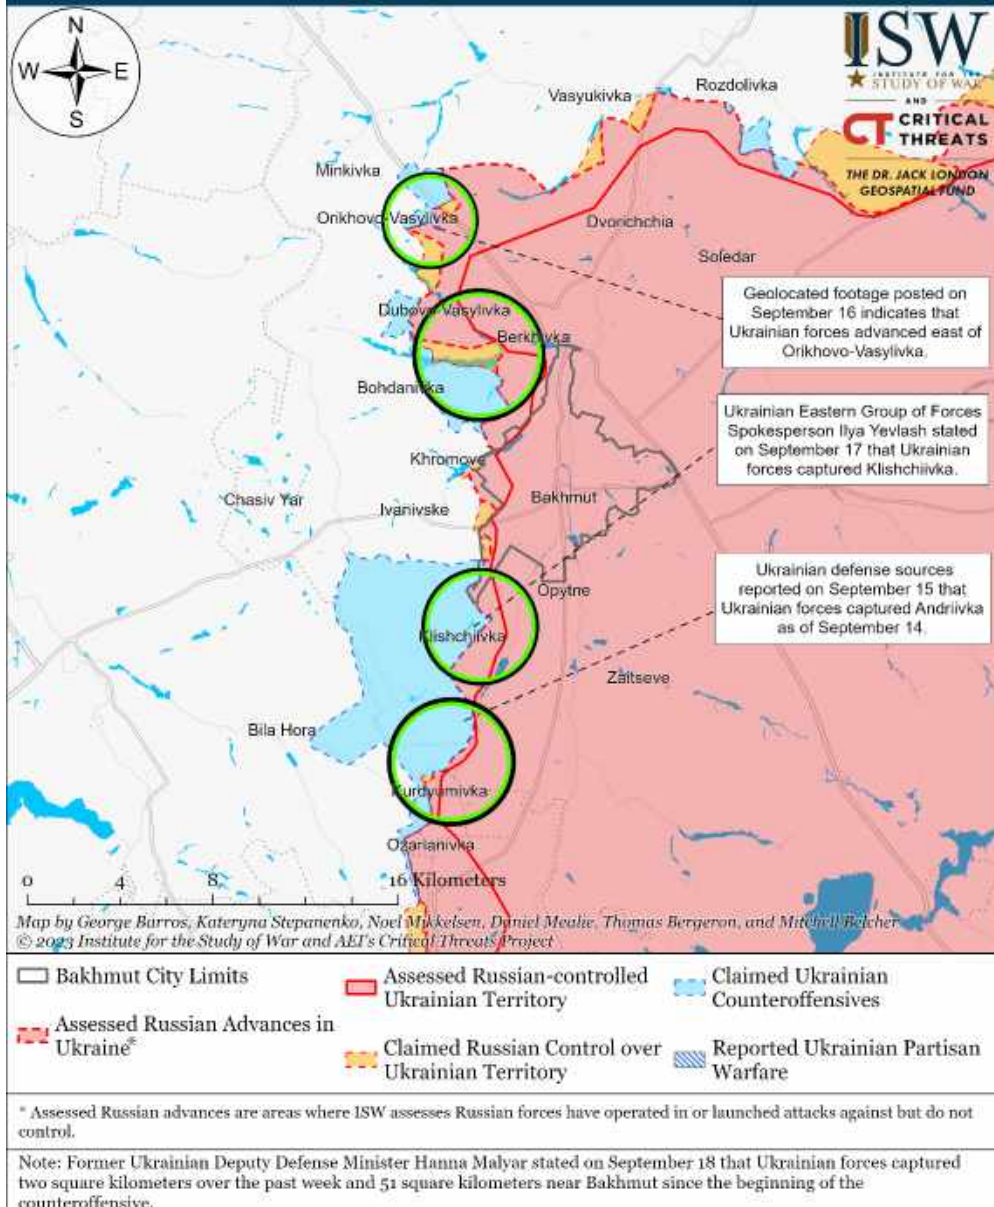 N
W E
S
ISW
INSTITUTE FOR THE
STUDY OF WAR
AND
CT CRITICAL
THREATS
THE DR. JACK LONDON
GEOSPATIAL FUND
Vasyukivka
Rozdolivka
Minkivka
Orikhovo-Vasylivka
Dvorichchia
Soledar
Geolocated footage posted on
September 16 indicates that
Ukrainian forces advanced east of
Orikhovo-Vasylivka.
Dubovo-Vasylivka
Berkhivka
Bohdanivka
Ukrainian Eastern Group of Forces
Spokesperson Ilya Yevlash stated
on September 17 that Ukrainian
forces captured Klishchiivka.
Khromove
Chasiv Yar
Bakhmut
Ivanivske
Ukrainian defense sources
reported on September 15 that
Ukrainian forces captured Andriivka
as of September 14.
Opytne
Klishchiivka
Zaitseve
Bila Hora
Kurdyumivka
Ozarianivka
0 4 8 16 Kilometers
Map by George Barros, Kateryna Stepanenko, Noel Mikkelsen, Daniel Mealie, Thomas Bergeron, and Mitchell Belcher
© 2023 Institute for the Study of War and AEI's Critical Threats Project
Bakhmut City Limits
Assessed Russian Advances in
Ukraine*
Assessed Russian-controlled
Ukrainian Territory
Claimed Russian Control over
Ukrainian Territory
Claimed Ukrainian
Counteroffensives
Reported Ukrainian Partisan
Warfare
* Assessed Russian advances are areas where ISW assesses Russian forces have operated in or launched attacks against but do not
control.
Note: Former Ukrainian Deputy Defense Minister Hanna Malyar stated on September 18 that Ukrainian forces captured
two square kilometers over the past week and 51 square kilometers near Bakhmut since the beginning of the
counteroffensive.